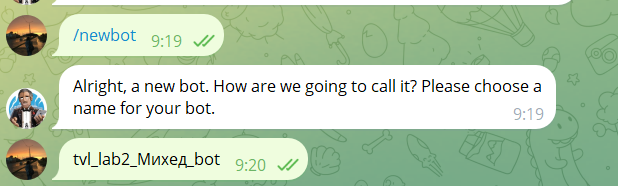 /newbot 9:19
Alright, a new bot. How are we going to call it? Please choose a
name for your bot. 9:19
tvl_lab2_Михед_bot 9:20